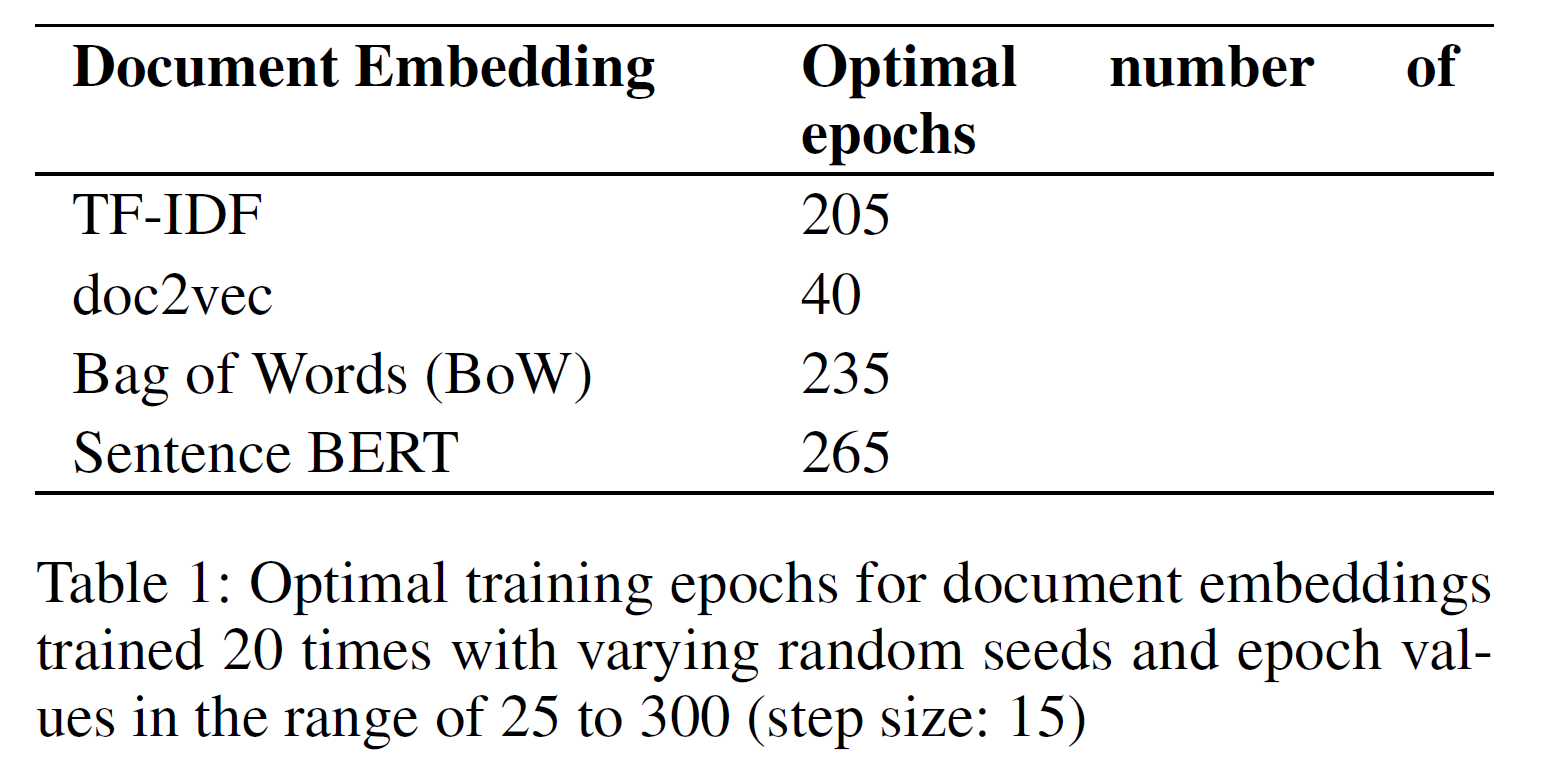 Document Embedding Optimal number of
epochs
TF-IDF 205
doc2vec 40
Bag of Words (BoW) 235
Sentence BERT 265
Table 1: Optimal training epochs for document embeddings
trained 20 times with varying random seeds and epoch val-
ues in the range of 25 to 300 (step size: 15)